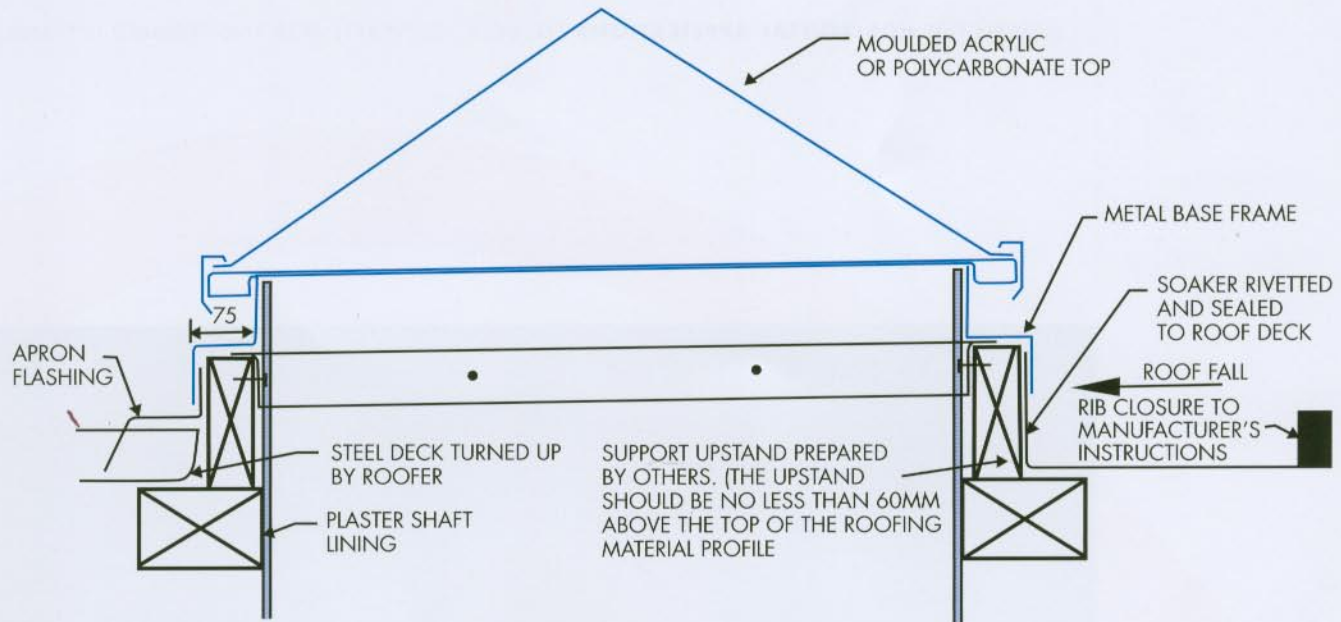 MOULDED ACRYLIC
OR POLYCARBONATE TOP
METAL BASE FRAME
SOAKER RIVETTED
AND SEALED
TO ROOF DECK
75
APRON
FLASHING
ROOF FALL
RIB CLOSURE TO
MANUFACTURER'S
INSTRUCTIONS
STEEL DECK TURNED UP
BY ROOFER
SUPPORT UPSTAND PREPARED
BY OTHERS. (THE UPSTAND
SHOULD BE NO LESS THAN 60MM
ABOVE THE TOP OF THE ROOFING
MATERIAL PROFILE
PLASTER SHAFT
LINING